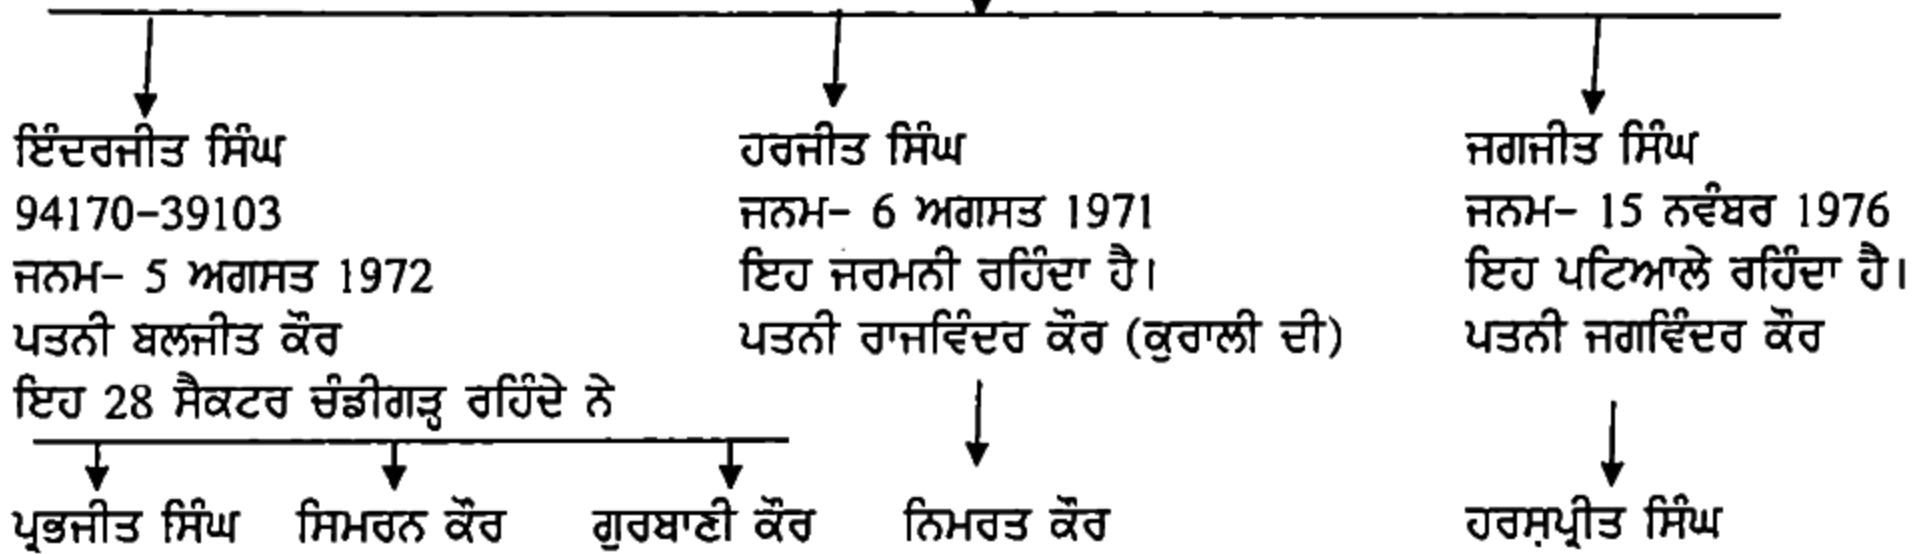 ਇੰਦਰਜੀਤ ਸਿੰਘ
94170-39103
ਜਨਮ- 5 ਅਗਸਤ 1972
ਪਤਨੀ ਬਲਜੀਤ ਕੌਰ
ਇਹ 28 ਸੈਕਟਰ ਚੰਡੀਗੜ੍ਹ ਰਹਿੰਦੇ ਨੇ
ਹਰਜੀਤ ਸਿੰਘ
ਜਨਮ- 6 ਅਗਸਤ 1971
ਇਹ ਜਰਮਨੀ ਰਹਿੰਦਾ ਹੈ।
ਪਤਨੀ ਰਾਜਵਿੰਦਰ ਕੌਰ (ਕੁਰਾਲੀ ਦੀ)
ਜਗਜੀਤ ਸਿੰਘ
ਜਨਮ- 15 ਨਵੰਬਰ 1976
ਇਹ ਪਟਿਆਲੇ ਰਹਿੰਦਾ ਹੈ।
ਪਤਨੀ ਜਗਵਿੰਦਰ ਕੌਰ
ਪ੍ਰਭਜੀਤ ਸਿੰਘ ਸਿਮਰਨ ਕੌਰ ਗੁਰਬਾਣੀ ਕੌਰ ਨਿਮਰਤ ਕੌਰ ਹਰਸ਼ਪ੍ਰੀਤ ਸਿੰਘ